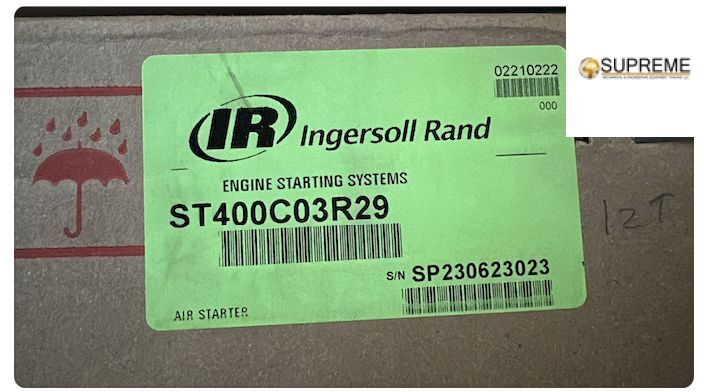 02210222
000
SUPREME
IR Ingersoll Rand
ENGINE STARTING SYSTEMS
ST400C03R29
12T
S/N SP230623023
AIR STARTER